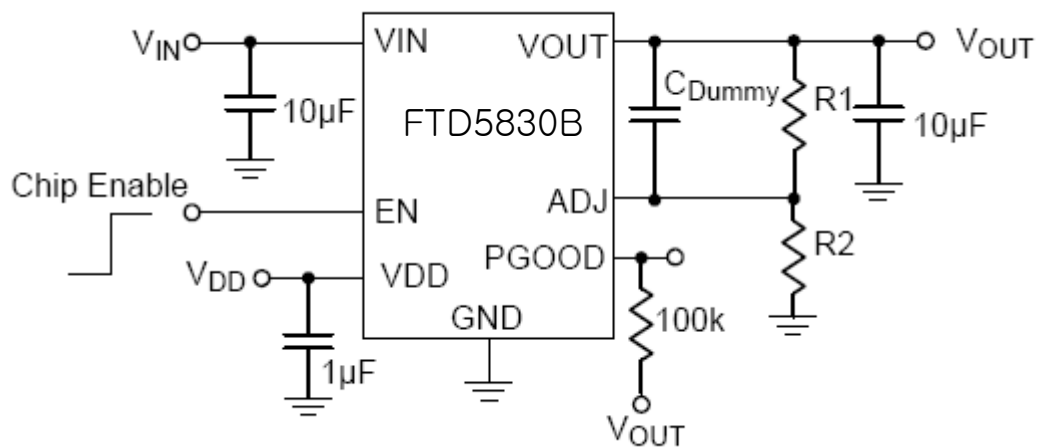 VIN
VIN
VOUT
VOUT
CDummy
R1
10µF
FTD5830B
10µF
Chip Enable
EN
ADJ
PGOOD
R2
VDD
VDD
GND
100k
1µF
VOUT